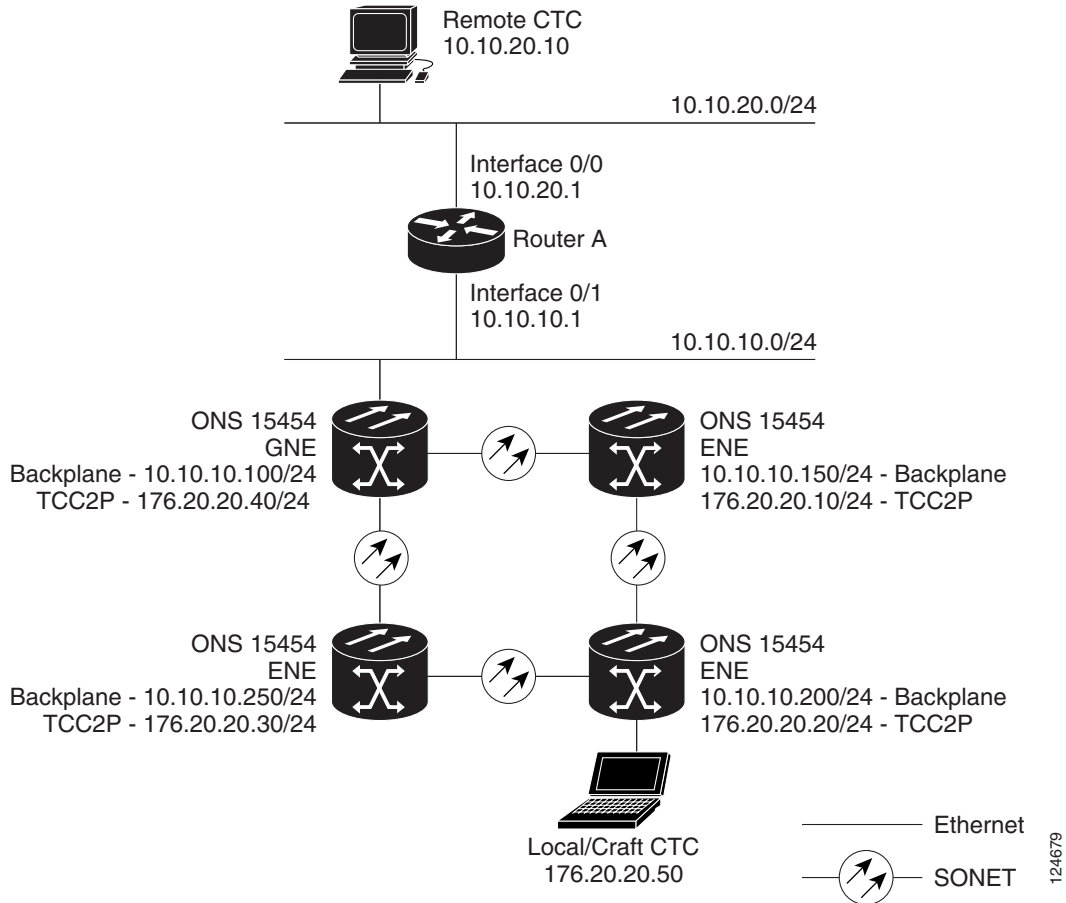 Remote CTC
10.10.20.10
10.10.20.0/24
Interface 0/0
10.10.20.1
Router A
Interface 0/1
10.10.10.1
10.10.10.0/24
ONS 15454
GNE
Backplane - 10.10.10.100/24
TCC2P - 176.20.20.40/24
ONS 15454
ENE
10.10.10.150/24 - Backplane
176.20.20.10/24 - TCC2P
ONS 15454
ENE
Backplane - 10.10.10.250/24
TCC2P - 176.20.20.30/24
ONS 15454
ENE
10.10.10.200/24 - Backplane
176.20.20.20/24 - TCC2P
Local/Craft CTC
176.20.20.50
Ethernet
SONET
124679